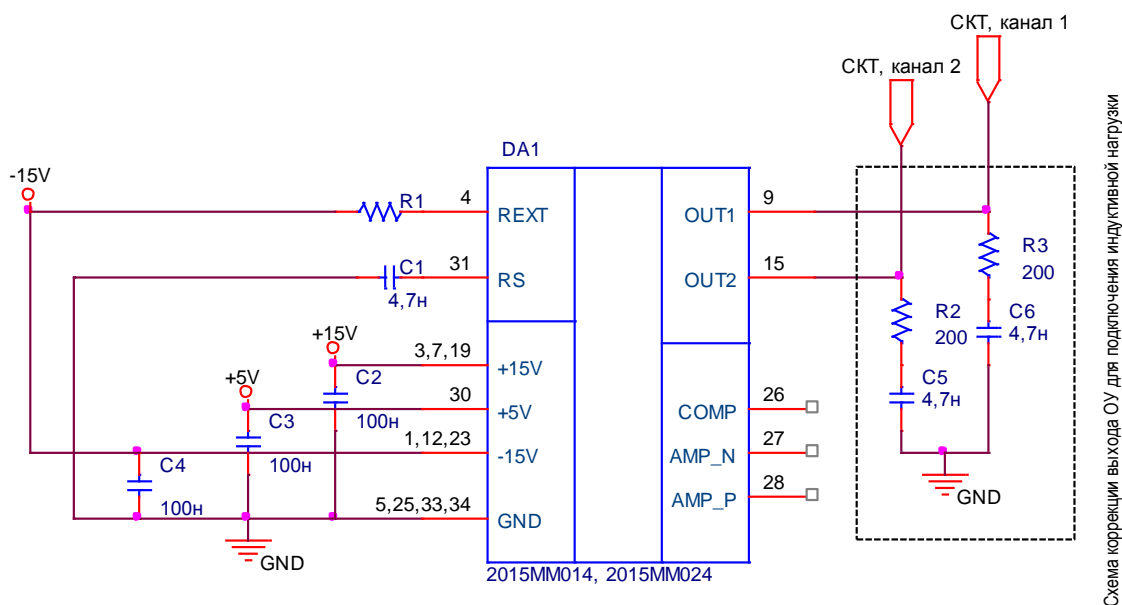 СКТ, канал 1
СКТ, канал 2
DA1
-15V
R1
4
REXT
OUT1
9
C1
4,7н
31
RS
OUT2
15
R3
200
R2
200
C6
4,7н
+15V
3,7,19
+15V
C2
100н
+5V
30
+5V
C3
100н
COMP
26
C5
4,7н
1,12,23
-15V
AMP_N
27
C4
100н
AMP_P
28
5,25,33,34
GND
GND
GND
2015ММ014, 2015ММ024
Схема коррекции выхода ОУ для подключения индуктивной нагрузки